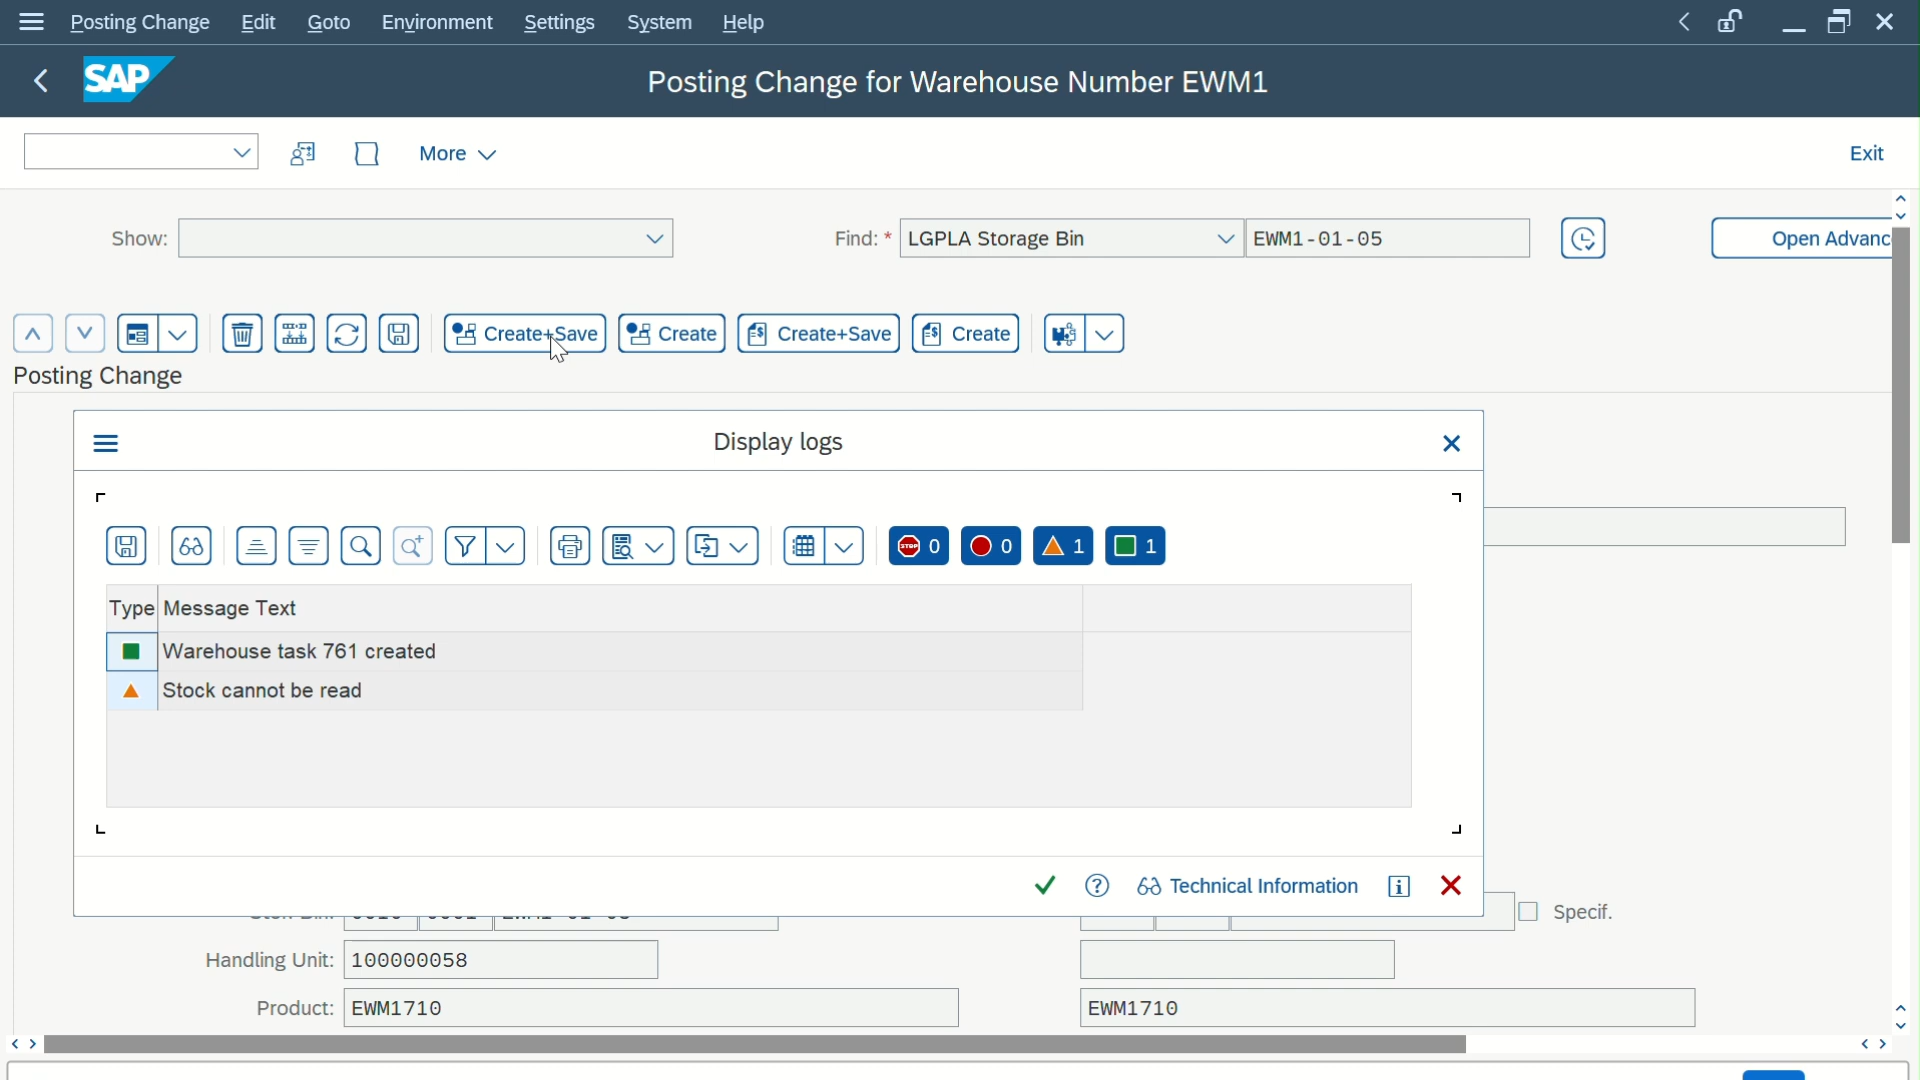 Posting Change Edit Goto Environment Settings System Help
SAP Posting Change for Warehouse Number EWM1
More Exit
Show: Find: * LGPLA Storage Bin EWM1-01-05 Open Advanc
Create+Save Create Create+Save Create
Posting Change
Display logs
STOP 0 0 1 1
Type Message Text
Warehouse task 761 created
Stock cannot be read
Technical Information
Specif.
Handling Unit: 100000058
Product: EWM1710 EWM1710